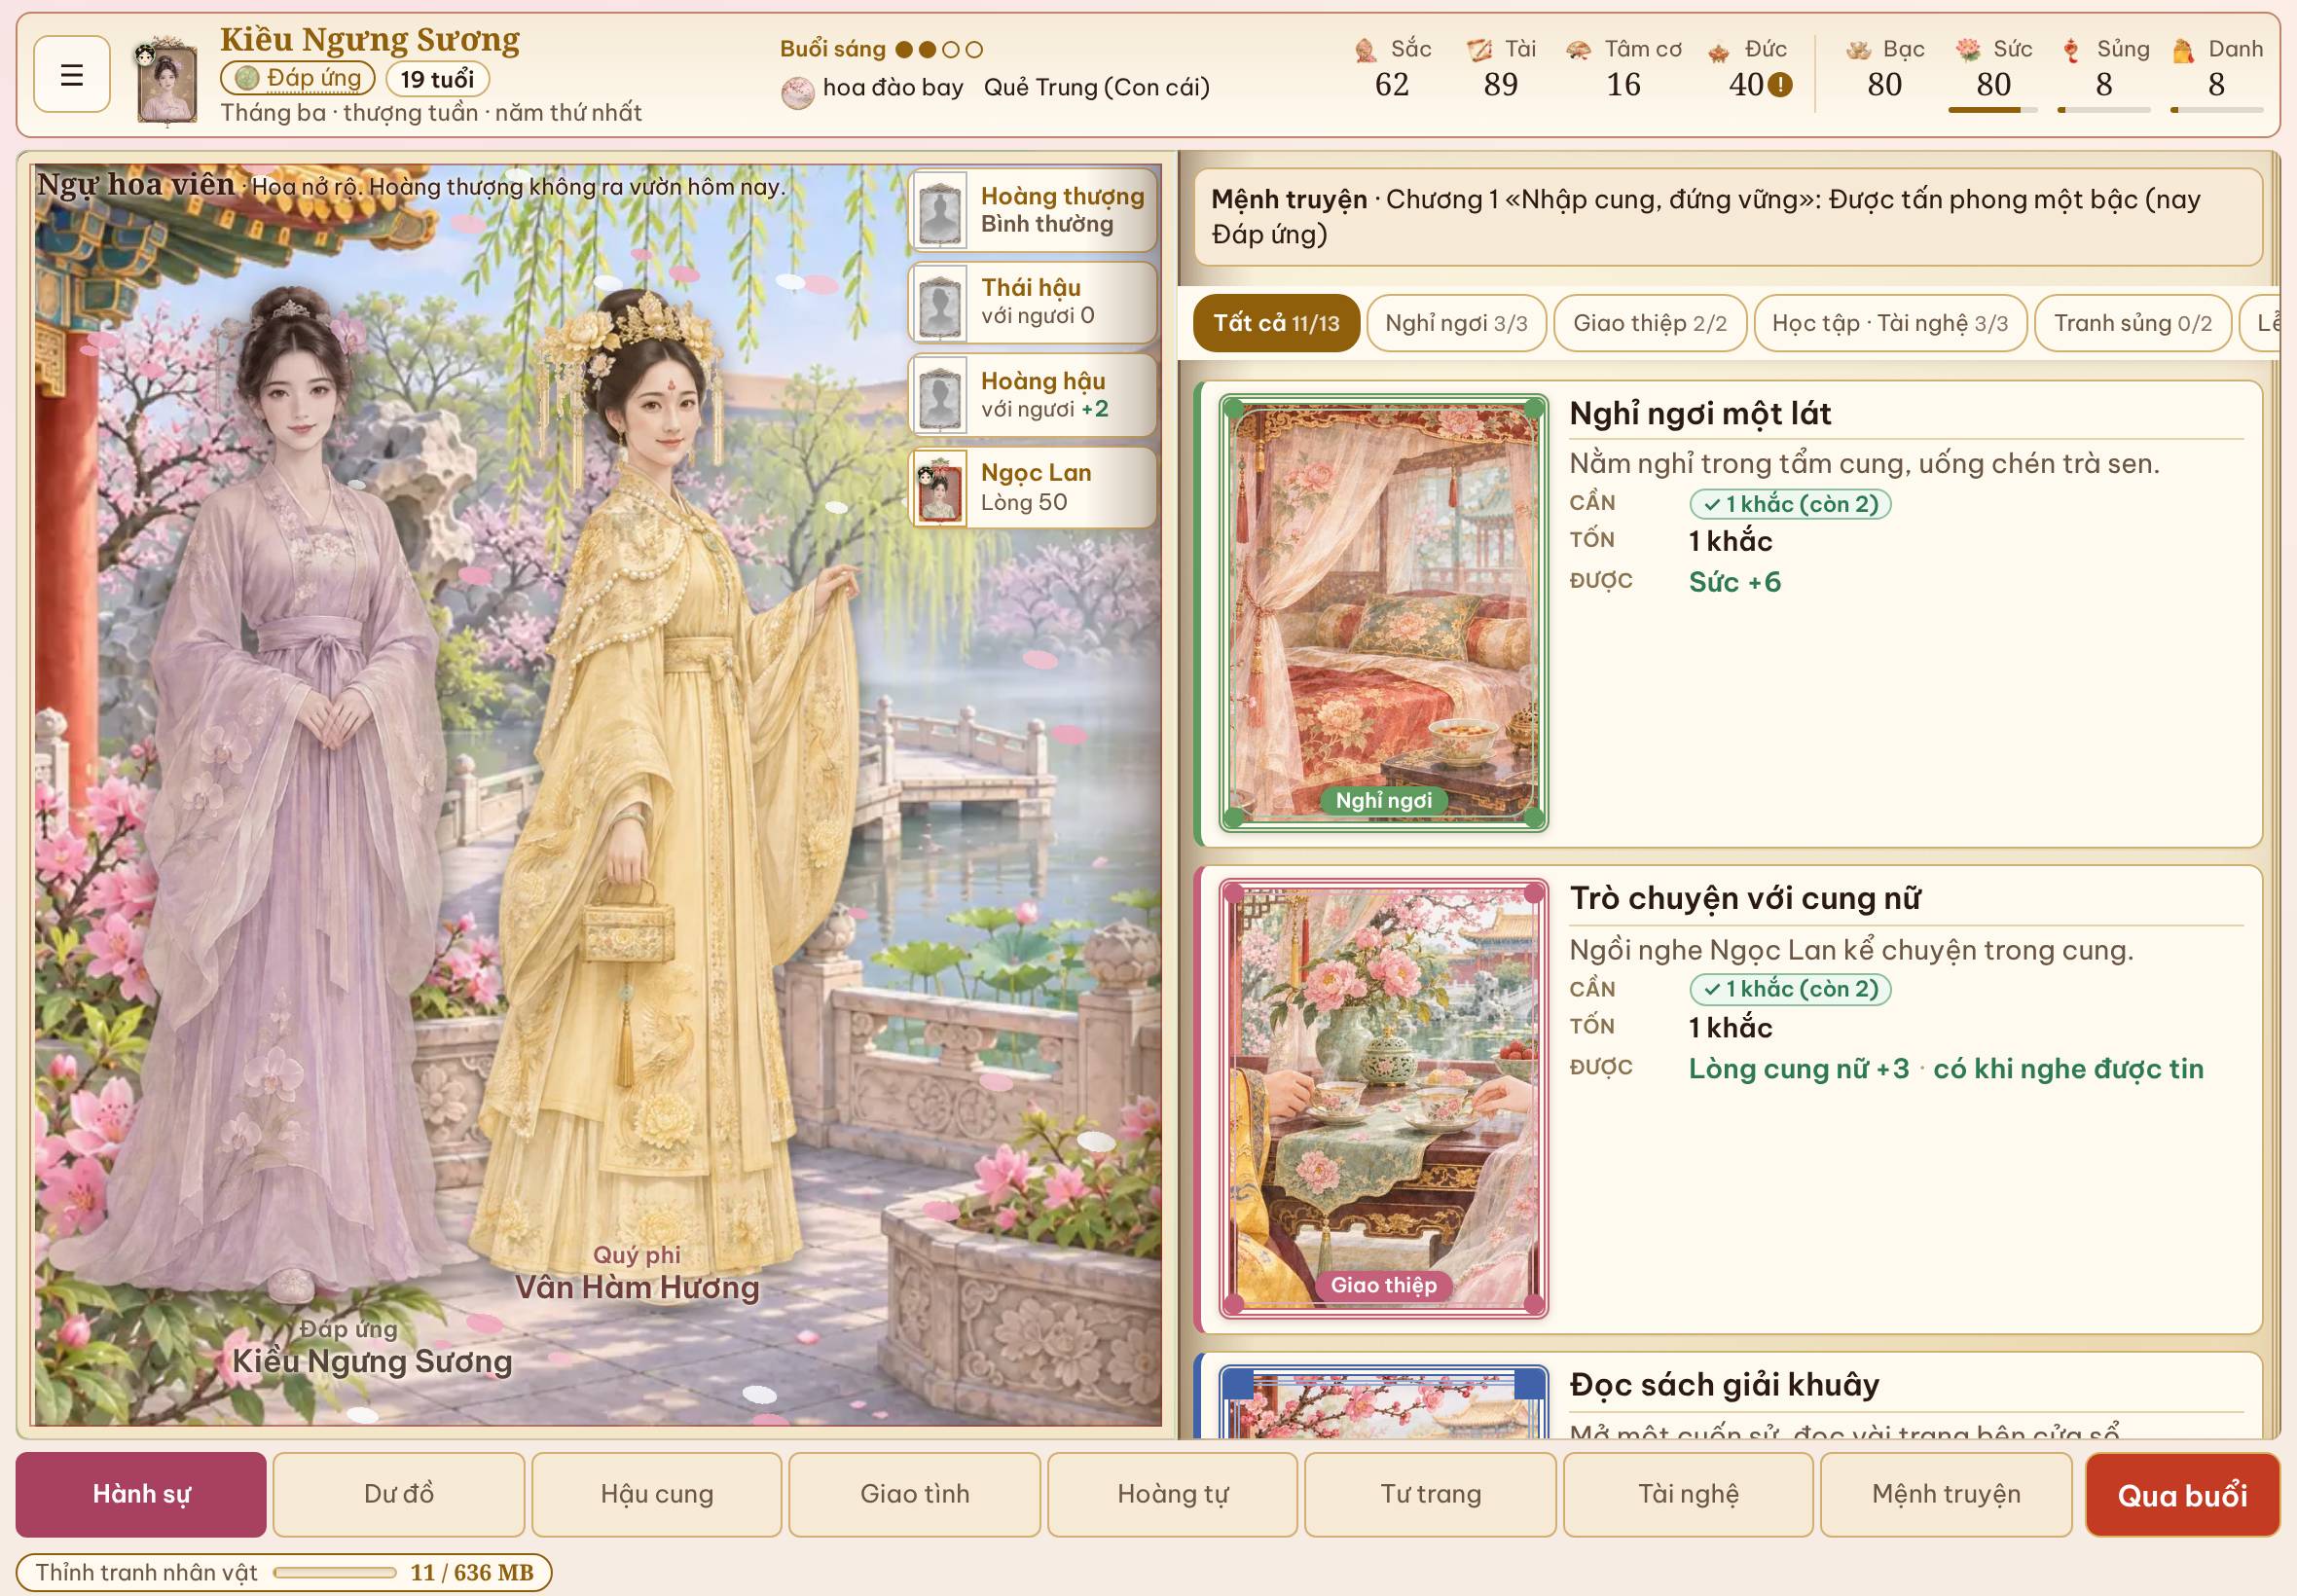 Kiều Ngưng Sương
Đáp ứng
19 tuổi
Tháng ba · thượng tuần · năm thứ nhất
Buổi sáng
hoa đào bay Quẻ Trung (Con cái)
Sắc 62
Tài 89
Tâm cơ 16
Đức 40 !
Bạc 80
Sức 80
Sủng 8
Danh 8
Ngự hoa viên · Hoa nở rộ. Hoàng thượng không ra vườn hôm nay.
Hoàng thượng
Bình thường
Thái hậu
với ngươi 0
Hoàng hậu
với ngươi +2
Ngọc Lan
Lòng 50
Quý phi
Vân Hàm Hương
Đáp ứng
Kiều Ngưng Sương
Mệnh truyện · Chương 1 «Nhập cung, đứng vững»: Được tấn phong một bậc (nay
Đáp ứng)
Tất cả 11/13
Nghỉ ngơi 3/3
Giao thiệp 2/2
Học tập · Tài nghệ 3/3
Tranh sủng 0/2
Nghỉ ngơi một lát
Nằm nghỉ trong tẩm cung, uống chén trà sen.
CẦN ✓ 1 khắc (còn 2)
TỐN 1 khắc
ĐƯỢC Sức +6
Nghỉ ngơi
Trò chuyện với cung nữ
Ngồi nghe Ngọc Lan kể chuyện trong cung.
CẦN ✓ 1 khắc (còn 2)
TỐN 1 khắc
ĐƯỢC Lòng cung nữ +3 · có khi nghe được tin
Giao thiệp
Đọc sách giải khuây
Mở một cuốn sử, đọc vài trang bên cửa sổ.
Hành sự
Dư đồ
Hậu cung
Giao tình
Hoàng tự
Tư trang
Tài nghệ
Mệnh truyện
Qua buổi
Thỉnh tranh nhân vật 11 / 636 MB